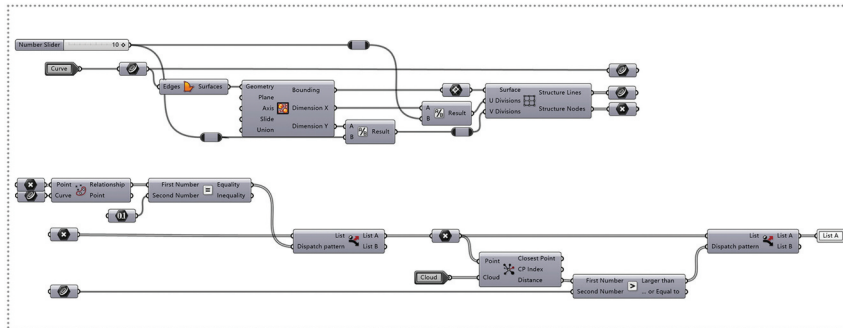 Number Slider 10
Curve
Edges Surfaces
Geometry Bounding
Plane
Axis Dimension X
Slide
Union Dimension Y
A Result
B
A Result
B
Surface Structure Lines
U Divisions
V Divisions Structure Nodes
Point Relationship
Curve Point
First Number = Equality
Second Number Inequality
List List A
Dispatch pattern List B
Cloud
Point Closest Point
CP Index
Cloud Distance
First Number > Larger than
Second Number ... or Equal to
List List A
Dispatch pattern List B
List A